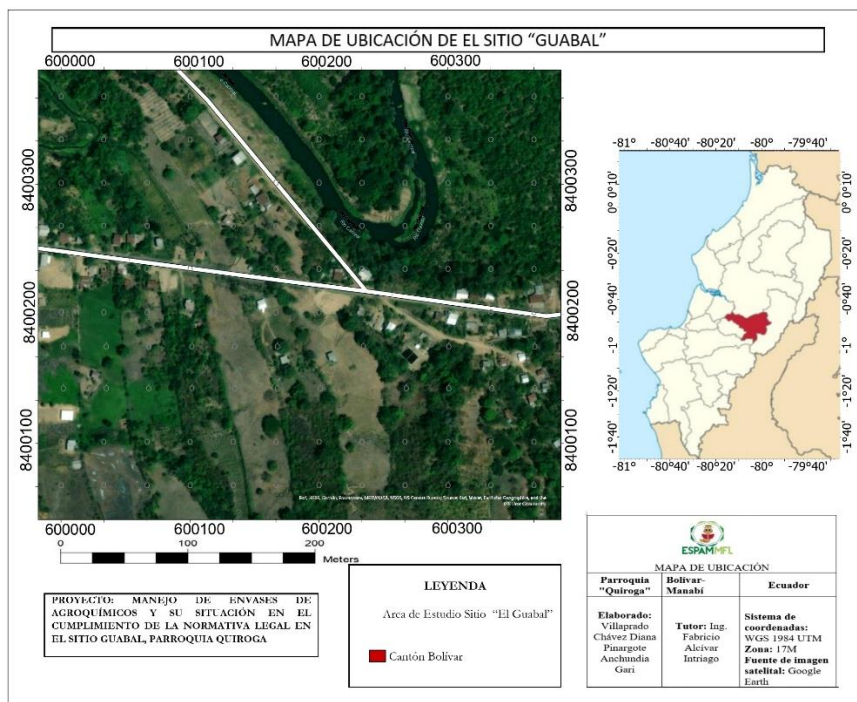 MAPA DE UBICACIÓN DE EL SITIO “GUABAL”
600000 600100 600200 600300
8400300
8400200
8400100
8400300
8400200
8400100
600000 600100 600200 600300
0 100 200
Meters
-81° -80°40' -80°20' -80° -79°40'
0° 0°10'
-0°20'
-0°40'
-1°
-1°20'
-1°40'
0° 0°10'
-0°20'
-0°40'
-1°
-1°20'
-1°40'
-81° -80°40' -80°20' -80° -79°40'
PROYECTO: MANEJO DE ENVASES DE
AGROQUÍMICOS Y SU SITUACIÓN EN EL
CUMPLIMIENTO DE LA NORMATIVA LEGAL EN
EL SITIO GUABAL, PARROQUIA QUIROGA
LEYENDA
Area de Estudio Sitio “El Guabal”
Cantón Bolívar
ESPAMMFL
MAPA DE UBICACIÓN
Parroquia
"Quiroga"
Bolívar-
Manabí
Ecuador
Elaborado:
Villaprado
Chávez Diana
Pinargote
Anchundia
Gari
Tutor: Ing.
Fabricio
Alcívar
Intriago
Sistema de
coordenadas:
WGS 1984 UTM
Zona: 17M
Fuente de imagen
satelital: Google
Earth